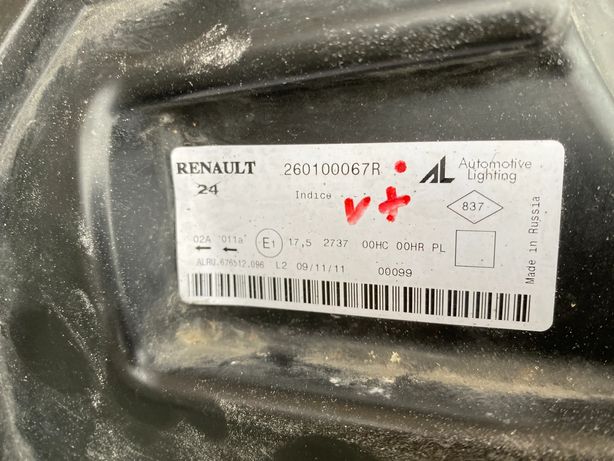 RENAULT 260100067R AL Automotive Lighting
24 Indice v+ 837
02A 011a E1 17,5 2737 00HC 00HR PL
ALRU.676512.096 L2 09/11/11 00099
Made in Russia